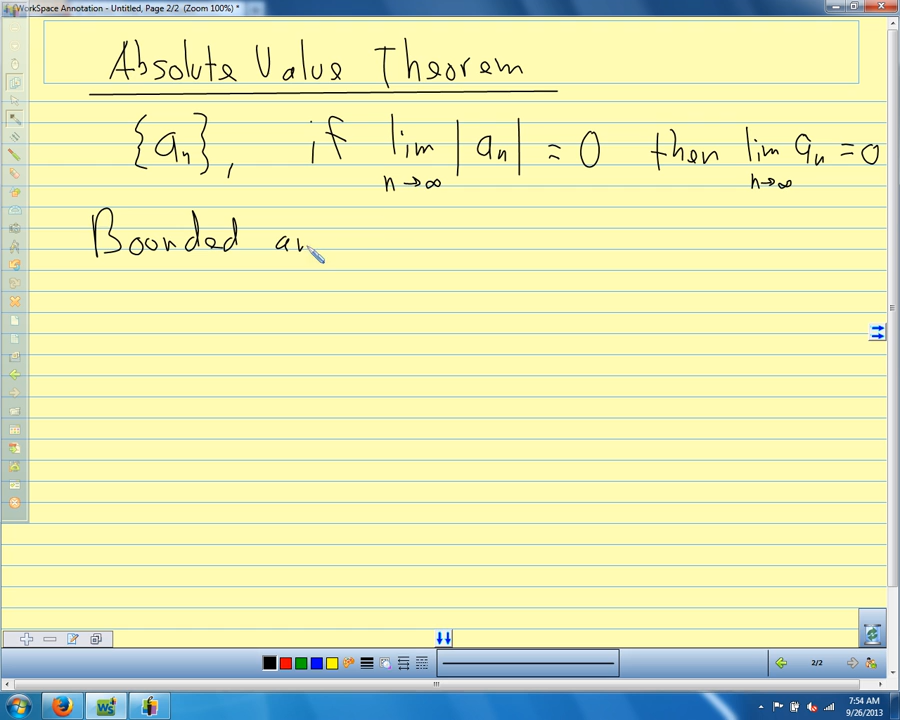 WorkSpace Annotation - Untitled, Page 2/2 (Zoom 100%) *
Absolute Value Theorem
{aₙ}, if lim n→∞ |aₙ| = 0 then lim n→∞ aₙ = 0
Bounded an
2/2
7:54 AM
9/26/2013